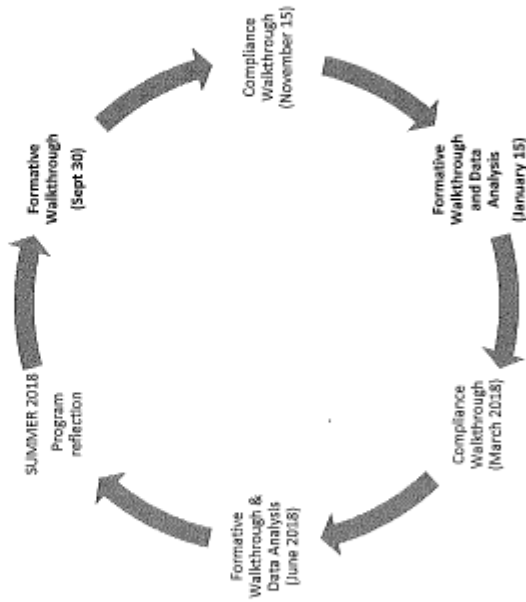 SUMMER 2018
Program
reflection
Formative
Walkthrough
(Sept 30)
Compliance
Walkthrough
(November 15)
Formative
Walkthrough
and Data
Analysis
(January 15)
Compliance
Walkthrough
(March 2018)
Formative
Walkthrough &
Data Analysis
(June 2018)